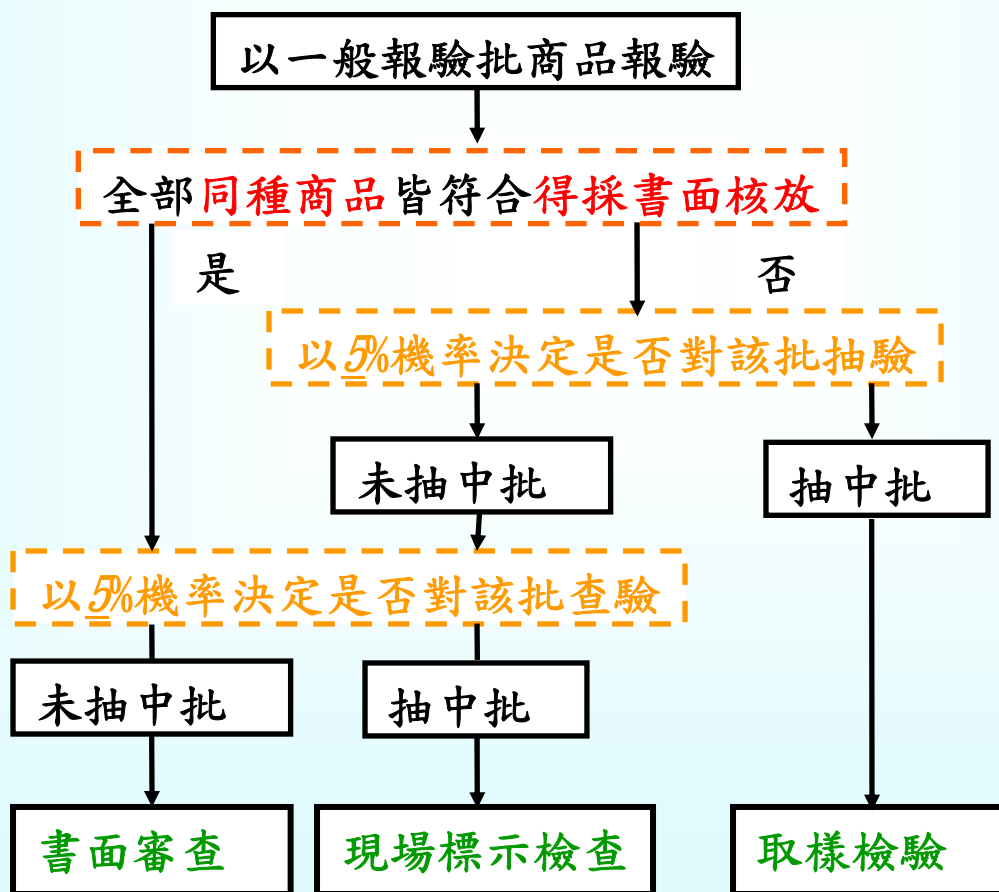 以一般報驗批商品報驗
全部同種商品皆符合得採書面核放
是
否
以5%機率決定是否對該批抽驗
未抽中批
抽中批
以5%機率決定是否對該批查驗
未抽中批
抽中批
書面審查
現場標示檢查
取樣檢驗